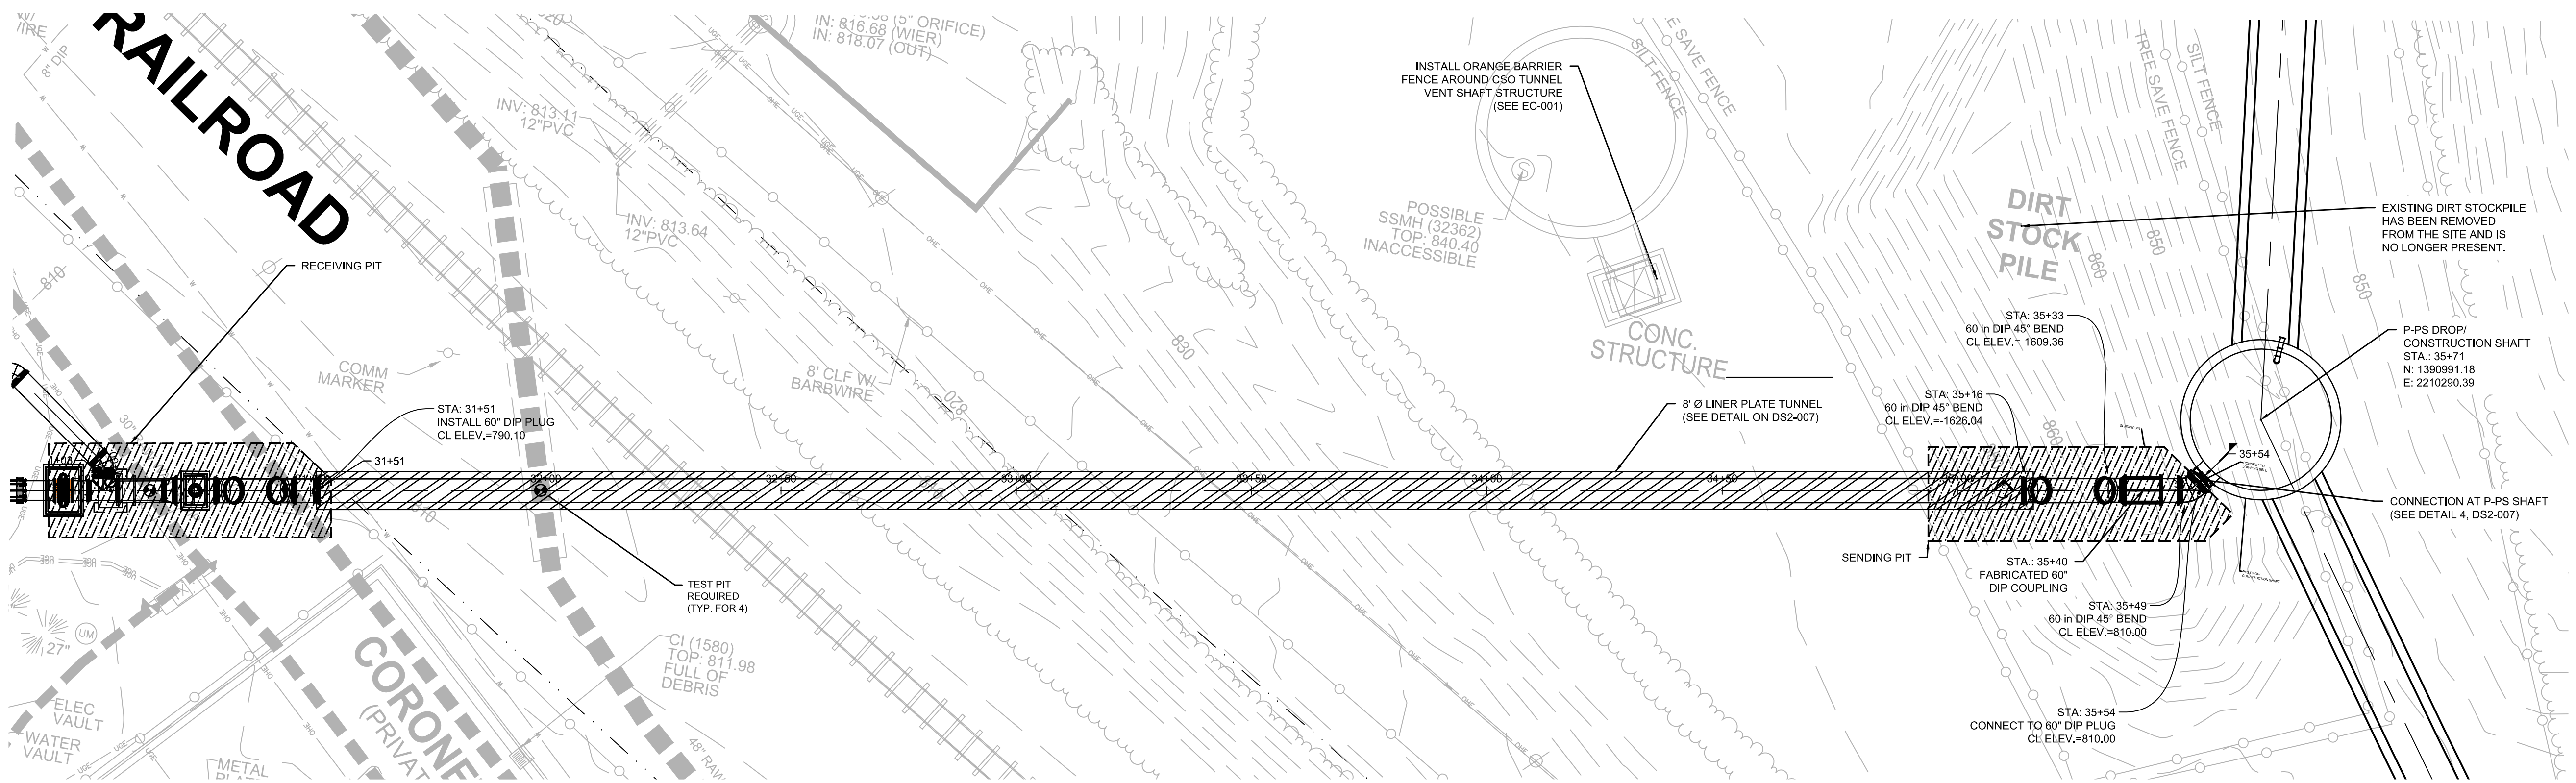 RAILROAD
8" DIP
(5" ORIFICE)
IN: 816.68 (WIER)
IN: 818.07 (OUT)
INV: 813.11
12"PVC
INV: 813.64
12"PVC
RECEIVING PIT
810
COMM
MARKER
8' CLF W/
BARBWIRE
820
830
STA: 31+51
INSTALL 60" DIP PLUG
CL ELEV.=790.10
31+51
TEST PIT
REQUIRED
(TYP. FOR 4)
CI (1580)
TOP: 811.98
FULL OF
DEBRIS
UM
27"
ELEC
VAULT
WATER
VAULT
METAL
INSTALL ORANGE BARRIER
FENCE AROUND CSO TUNNEL
VENT SHAFT STRUCTURE
(SEE EC-001)
SILT FENCE
SAVE FENCE
POSSIBLE
SSMH (32362)
TOP: 840.40
INACCESSIBLE
CONC.
STRUCTURE
8' Ø LINER PLATE TUNNEL
(SEE DETAIL ON DS2-007)
TREE SAVE FENCE
SILT FENCE
DIRT
STOCK
PILE
860
850
850
860
EXISTING DIRT STOCKPILE
HAS BEEN REMOVED
FROM THE SITE AND IS
NO LONGER PRESENT.
STA: 35+33
60 in DIP 45° BEND
CL ELEV.=-1609.36
STA: 35+16
60 in DIP 45° BEND
CL ELEV.=-1626.04
P-PS DROP/
CONSTRUCTION SHAFT
STA.: 35+71
N: 1390991.18
E: 2210290.39
35+54
CONNECTION AT P-PS SHAFT
(SEE DETAIL 4, DS2-007)
SENDING PIT
STA.: 35+40
FABRICATED 60"
DIP COUPLING
STA: 35+49
60 in DIP 45° BEND
CL ELEV.=810.00
STA: 35+54
CONNECT TO 60" DIP PLUG
CL ELEV.=810.00